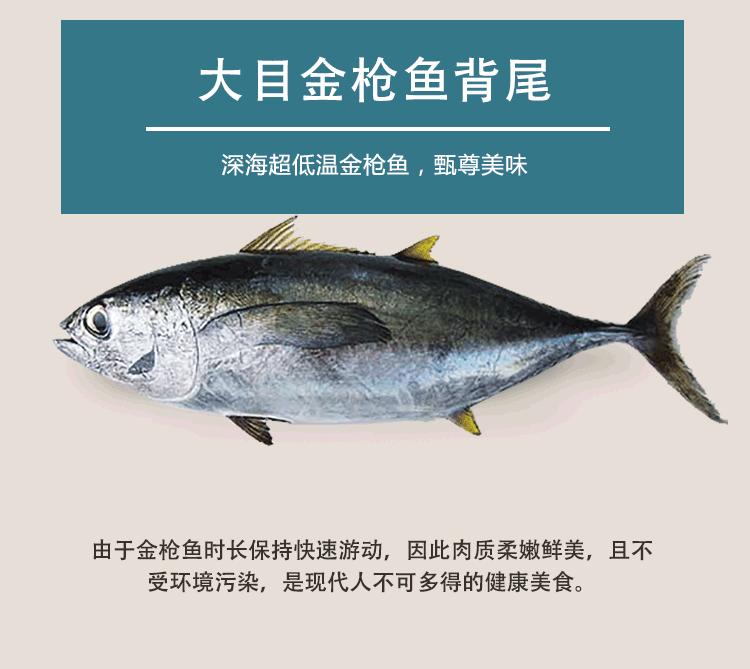 大目金枪鱼背尾
深海超低温金枪鱼，甄尊美味
由于金枪鱼时长保持快速游动，因此肉质柔嫩鲜美，且不
受环境污染，是现代人不可多得的健康美食。